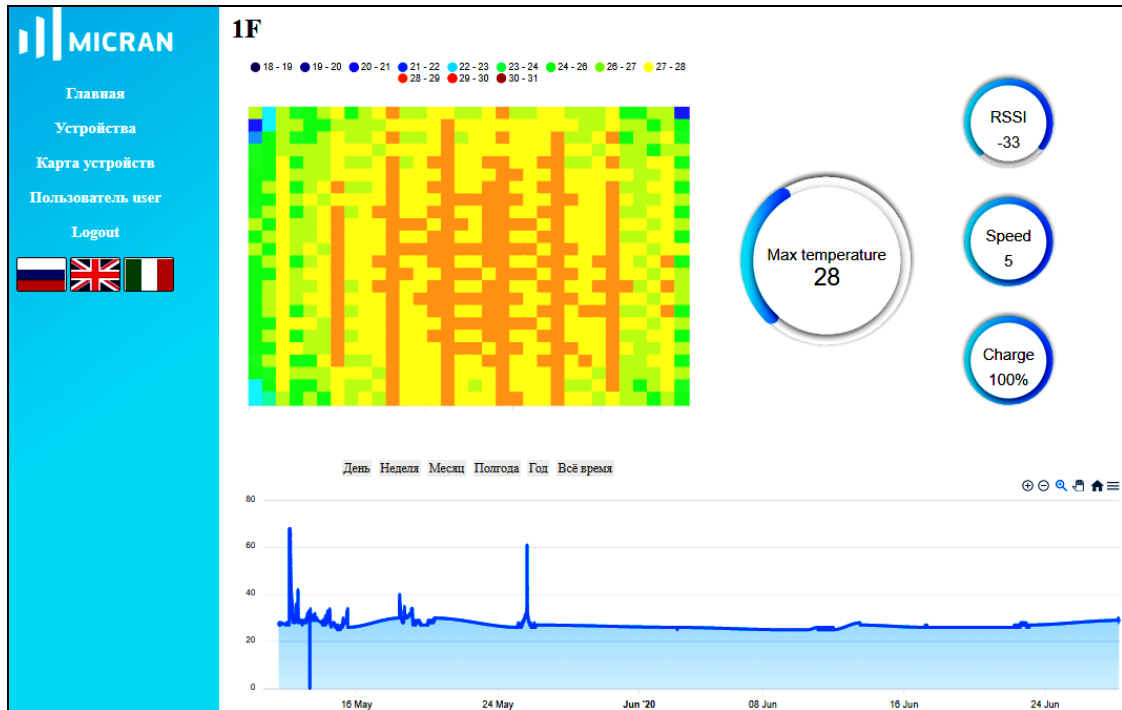 MICRAN
Главная
Устройства
Карта устройств
Пользователь user
Logout
1F
18 - 19 19 - 20 20 - 21 21 - 22 22 - 23 23 - 24 24 - 26 26 - 27 27 - 28
28 - 29 29 - 30 30 - 31
Max temperature
28
RSSI
-33
Speed
5
Charge
100%
День Неделя Месяц Полгода Год Всё время
80
60
40
20
0
16 May 24 May Jun '20 08 Jun 16 Jun 24 Jun